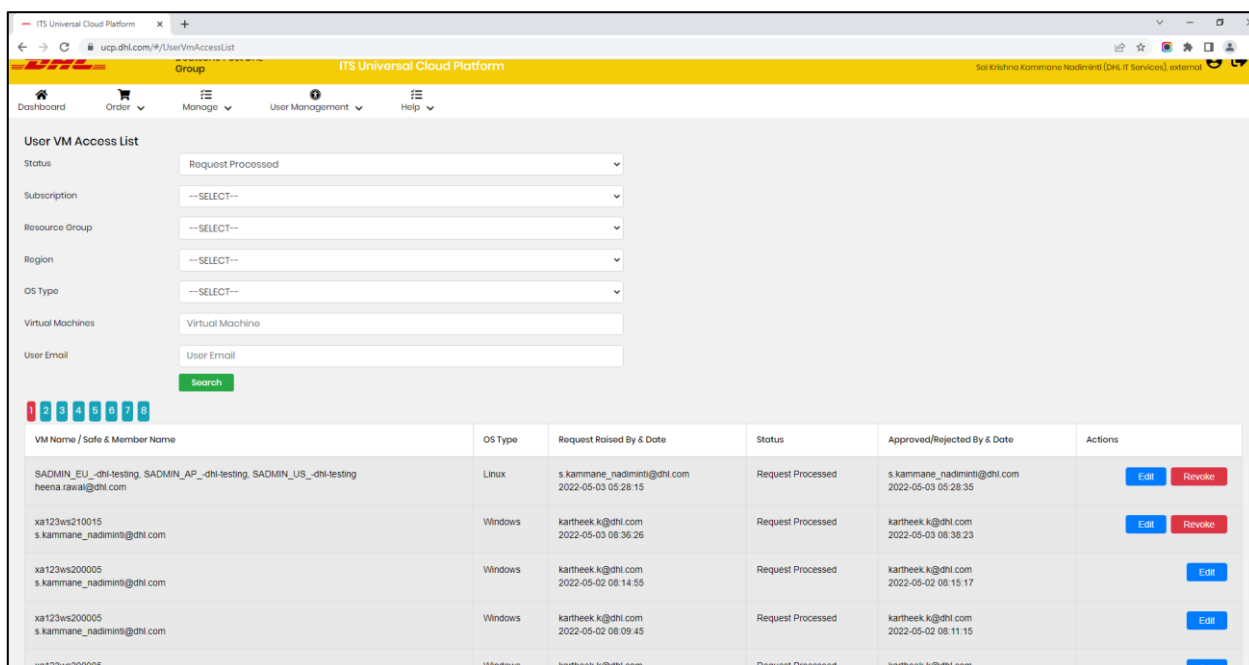 ITS Universal Cloud Platform
ucp.dhl.com/#/UserVmAccessList
Group
ITS Universal Cloud Platform
Sai Krishna Kammane Nadiminti (DHL IT Services), external
Dashboard
Order
Manage
User Management
Help
User VM Access List
Status
Request Processed
Subscription
--SELECT--
Resource Group
--SELECT--
Region
--SELECT--
OS Type
--SELECT--
Virtual Machines
Virtual Machine
User Email
User Email
Search
1 2 3 4 5 6 7 8
VM Name / Safe & Member Name OS Type Request Raised By & Date Status Approved/Rejected By & Date Actions
SADMIN_EU_-dhl-testing, SADMIN_AP_-dhl-testing, SADMIN_US_-dhl-testing Linux s.kammane_nadiminti@dhl.com Request Processed s.kammane_nadiminti@dhl.com Edit Revoke
heena.rawal@dhl.com 2022-05-03 05:28:15 2022-05-03 05:28:35
xa123ws210015 Windows kartheek.k@dhl.com Request Processed kartheek.k@dhl.com Edit Revoke
s.kammane_nadiminti@dhl.com 2022-05-03 08:36:26 2022-05-03 08:38:23
xa123ws200005 Windows kartheek.k@dhl.com Request Processed kartheek.k@dhl.com Edit
s.kammane_nadiminti@dhl.com 2022-05-02 08:14:55 2022-05-02 08:15:17
xa123ws200005 Windows kartheek.k@dhl.com Request Processed kartheek.k@dhl.com Edit
s.kammane_nadiminti@dhl.com 2022-05-02 08:09:45 2022-05-02 08:11:15